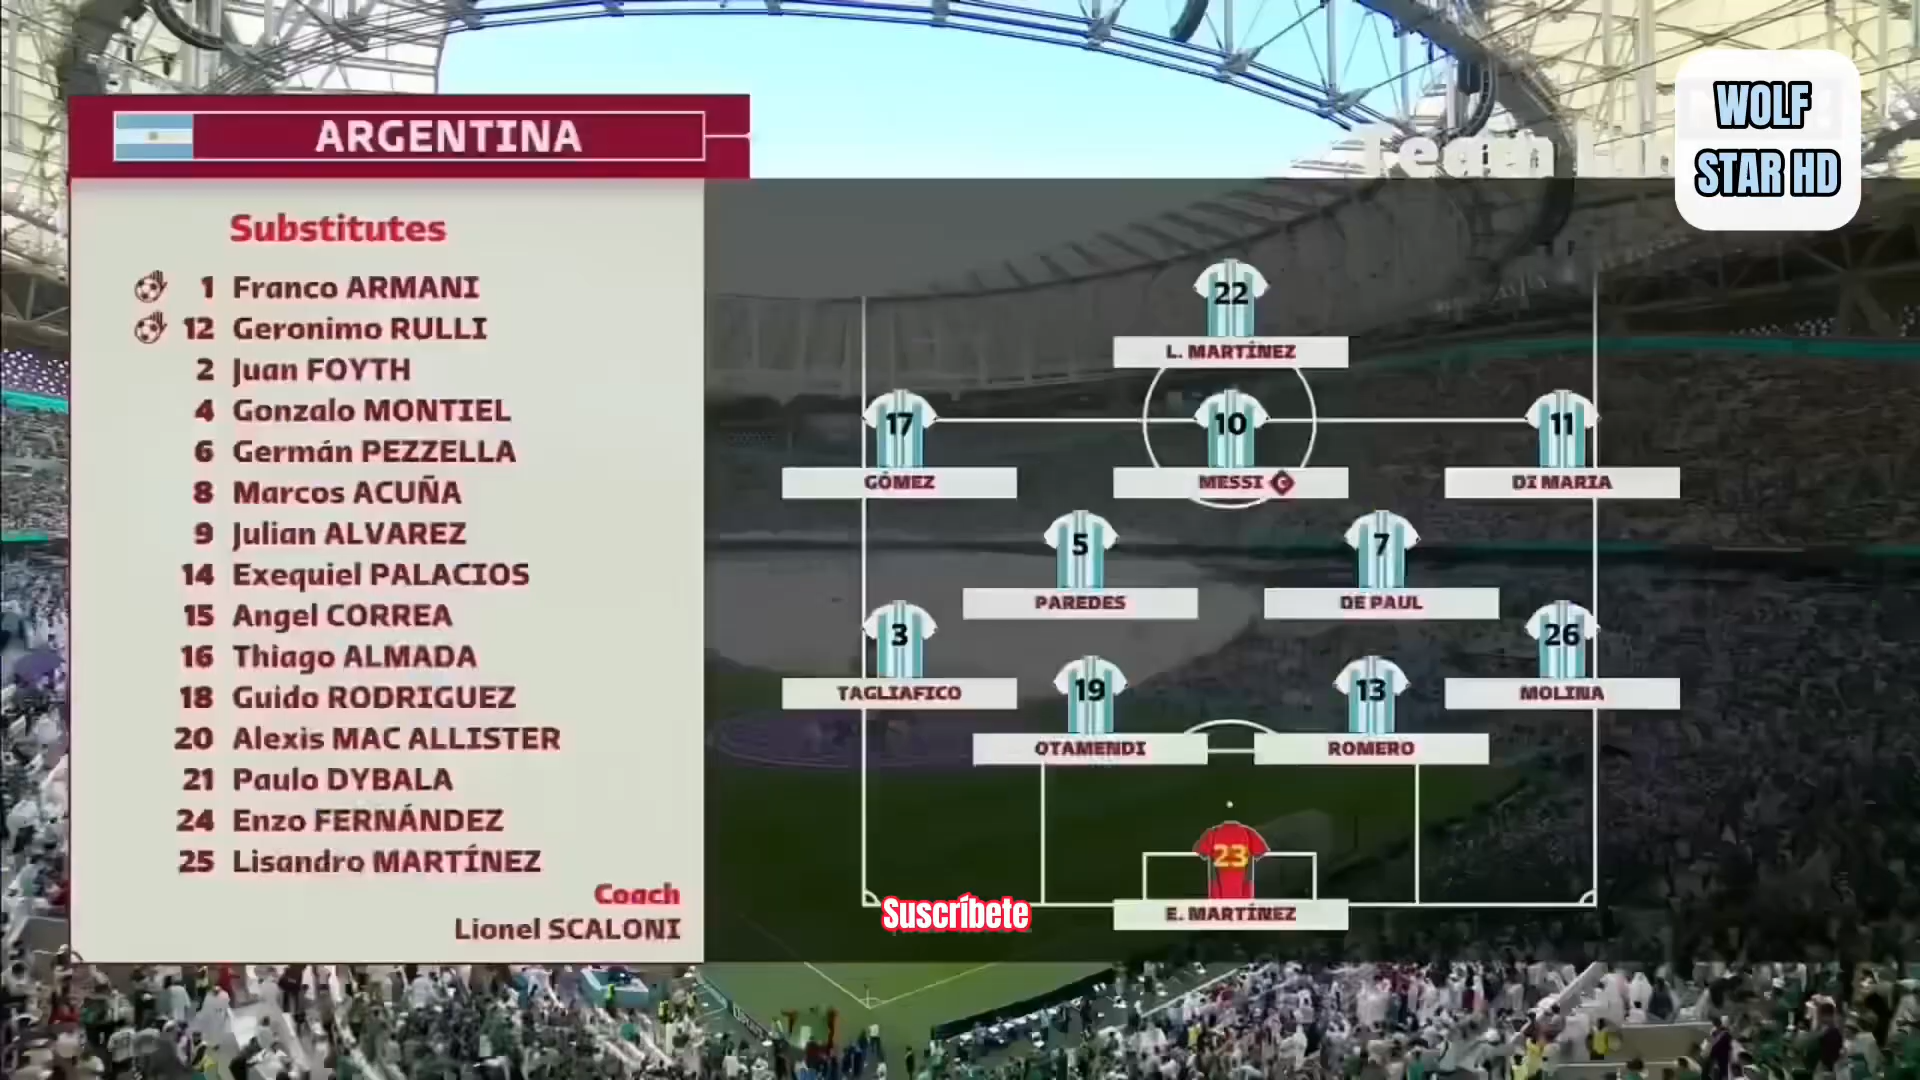 ARGENTINA
Substitutes
1 Franco ARMANI
12 Geronimo RULLI
2 Juan FOYTH
4 Gonzalo MONTIEL
6 Germán PEZZELLA
8 Marcos ACUÑA
9 Julian ALVAREZ
14 Exequiel PALACIOS
15 Angel CORREA
16 Thiago ALMADA
18 Guido RODRIGUEZ
20 Alexis MAC ALLISTER
21 Paulo DYBALA
24 Enzo FERNÁNDEZ
25 Lisandro MARTÍNEZ
Coach
Lionel SCALONI
Team
WOLF
STAR HD
22
L. MARTÍNEZ
17
GÓMEZ
10
MESSI C
11
DI MARIA
5
PAREDES
7
DE PAUL
3
TAGLIAFICO
19
OTAMENDI
13
ROMERO
26
MOLINA
23
E. MARTÍNEZ
Suscríbete